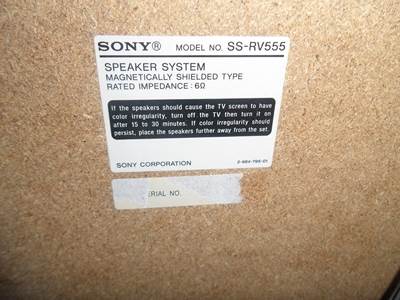 SONY® MODEL NO. SS-RV555
SPEAKER SYSTEM
MAGNETICALLY SHIELDED TYPE
RATED IMPEDANCE: 6Ω
If the speakers should cause the TV screen to have
color irregularity, turn off the TV then turn it on
after 15 to 30 minutes. If color irregularity should
persist, place the speakers further away from the set.
SONY CORPORATION
ERIAL NO.